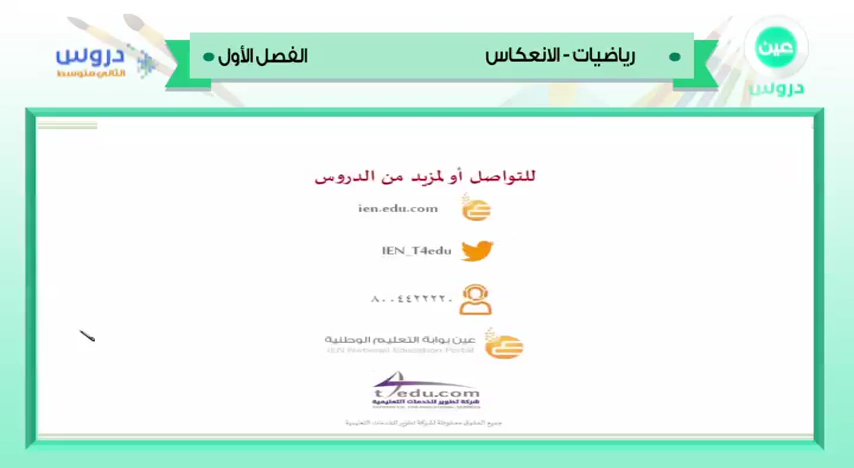 رياضيات - الانعكاس
الفصل الأول
عين
دروس
دروس
الثاني متوسط
للتواصل أو لمزيد من الدروس
ien.edu.com
IEN_T4edu
٨٠٠٤٤٢٢٢٢٠
عين بوابة التعليم الوطنية
IEN National Education Portal
t4edu.com
شركة تطوير للخدمات التعليمية
جميع الحقوق محفوظة لشركة تطوير للخدمات التعليمية